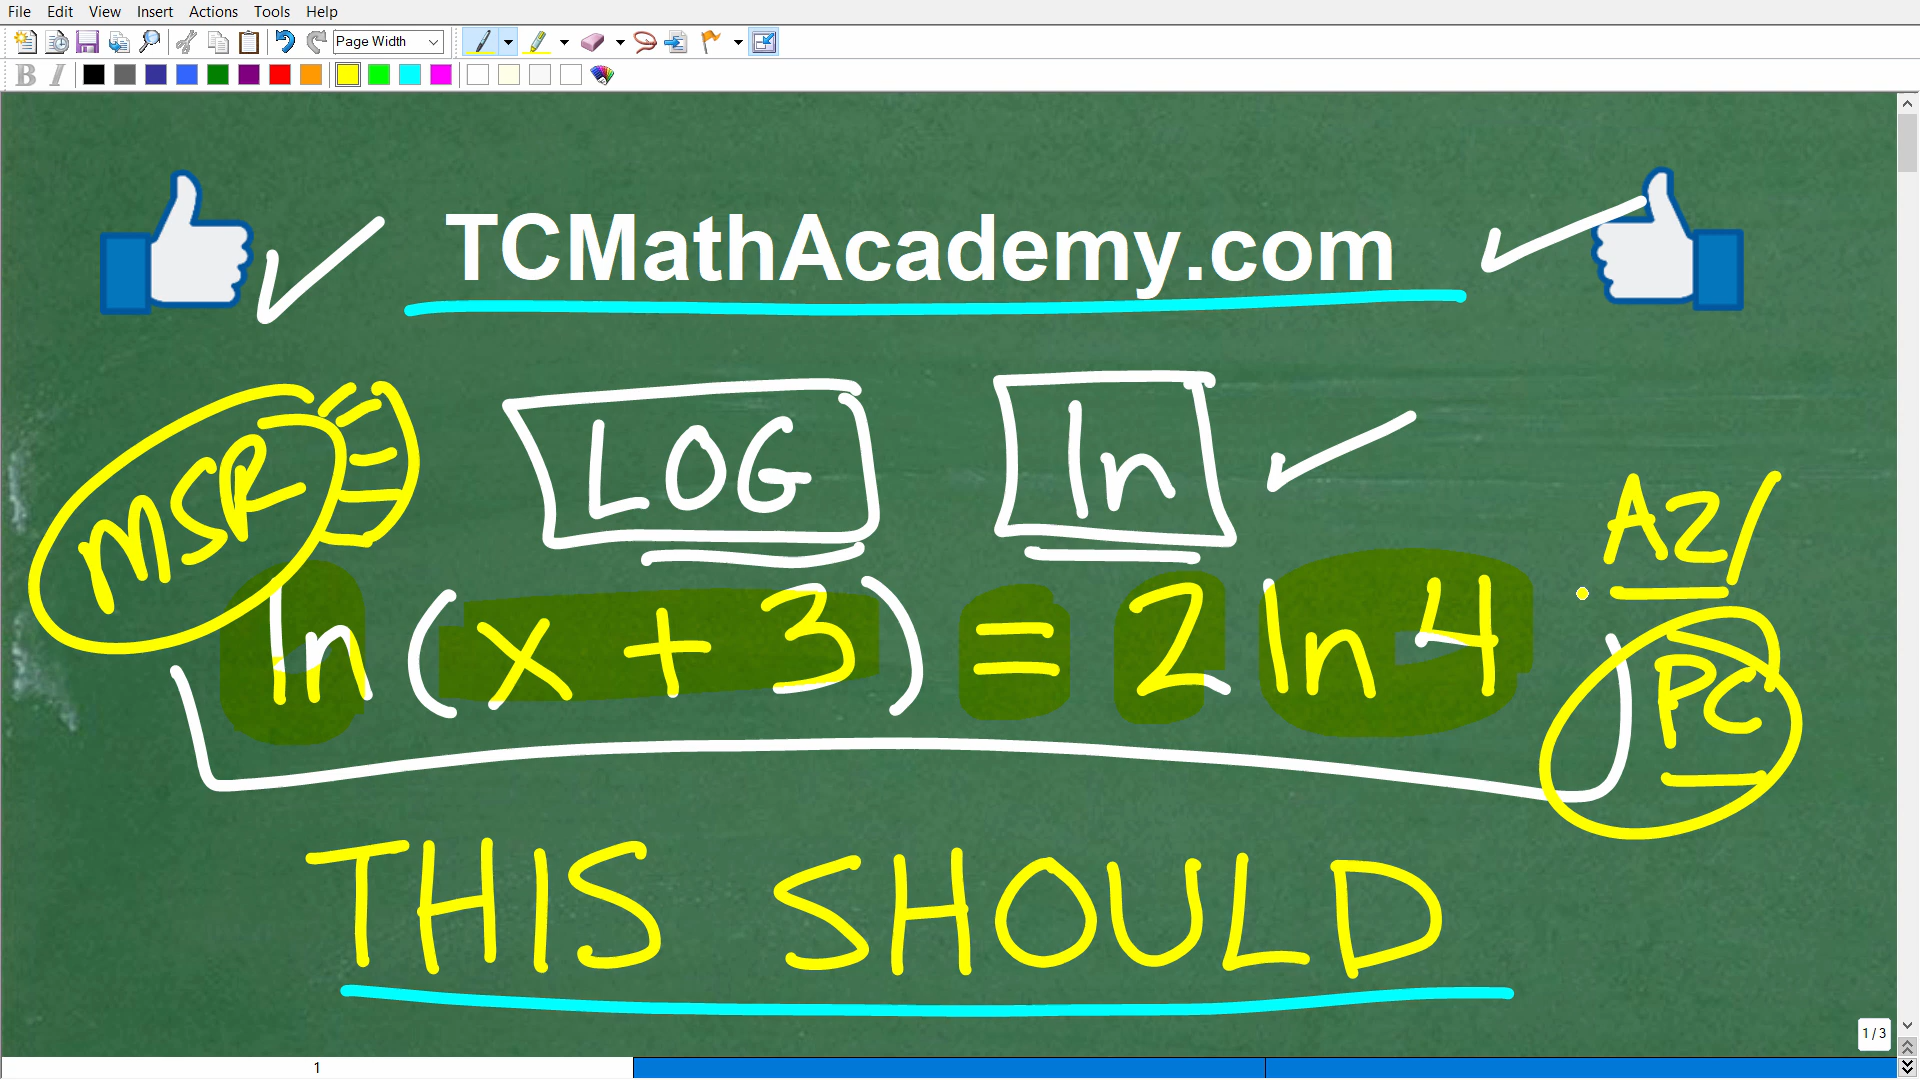 File Edit View Insert Actions Tools Help
Page Width
B I
TCMathAcademy.com
MSR
LOG ln
A2/
ln(x + 3) = 2 ln 4
PC
THIS SHOULD
1 / 3
1